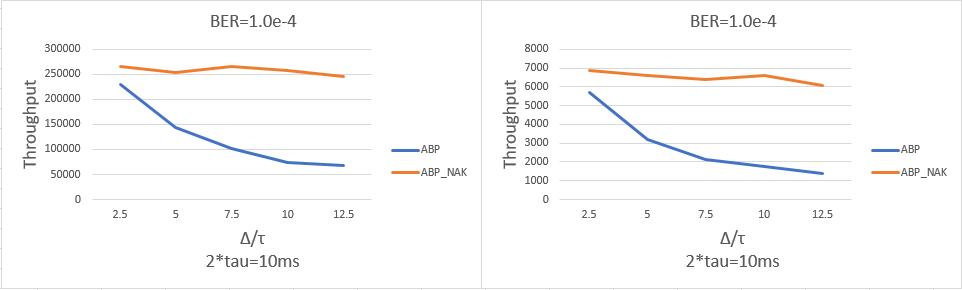 BER=1.0e-4
300000
250000
200000
150000
100000
50000
0
Throughput
2.5 5 7.5 10 12.5
Δ/τ
2*tau=10ms
ABP
ABP_NAK
BER=1.0e-4
8000
7000
6000
5000
4000
3000
2000
1000
0
Throughput
2.5 5 7.5 10 12.5
Δ/τ
2*tau=10ms
ABP
ABP_NAK